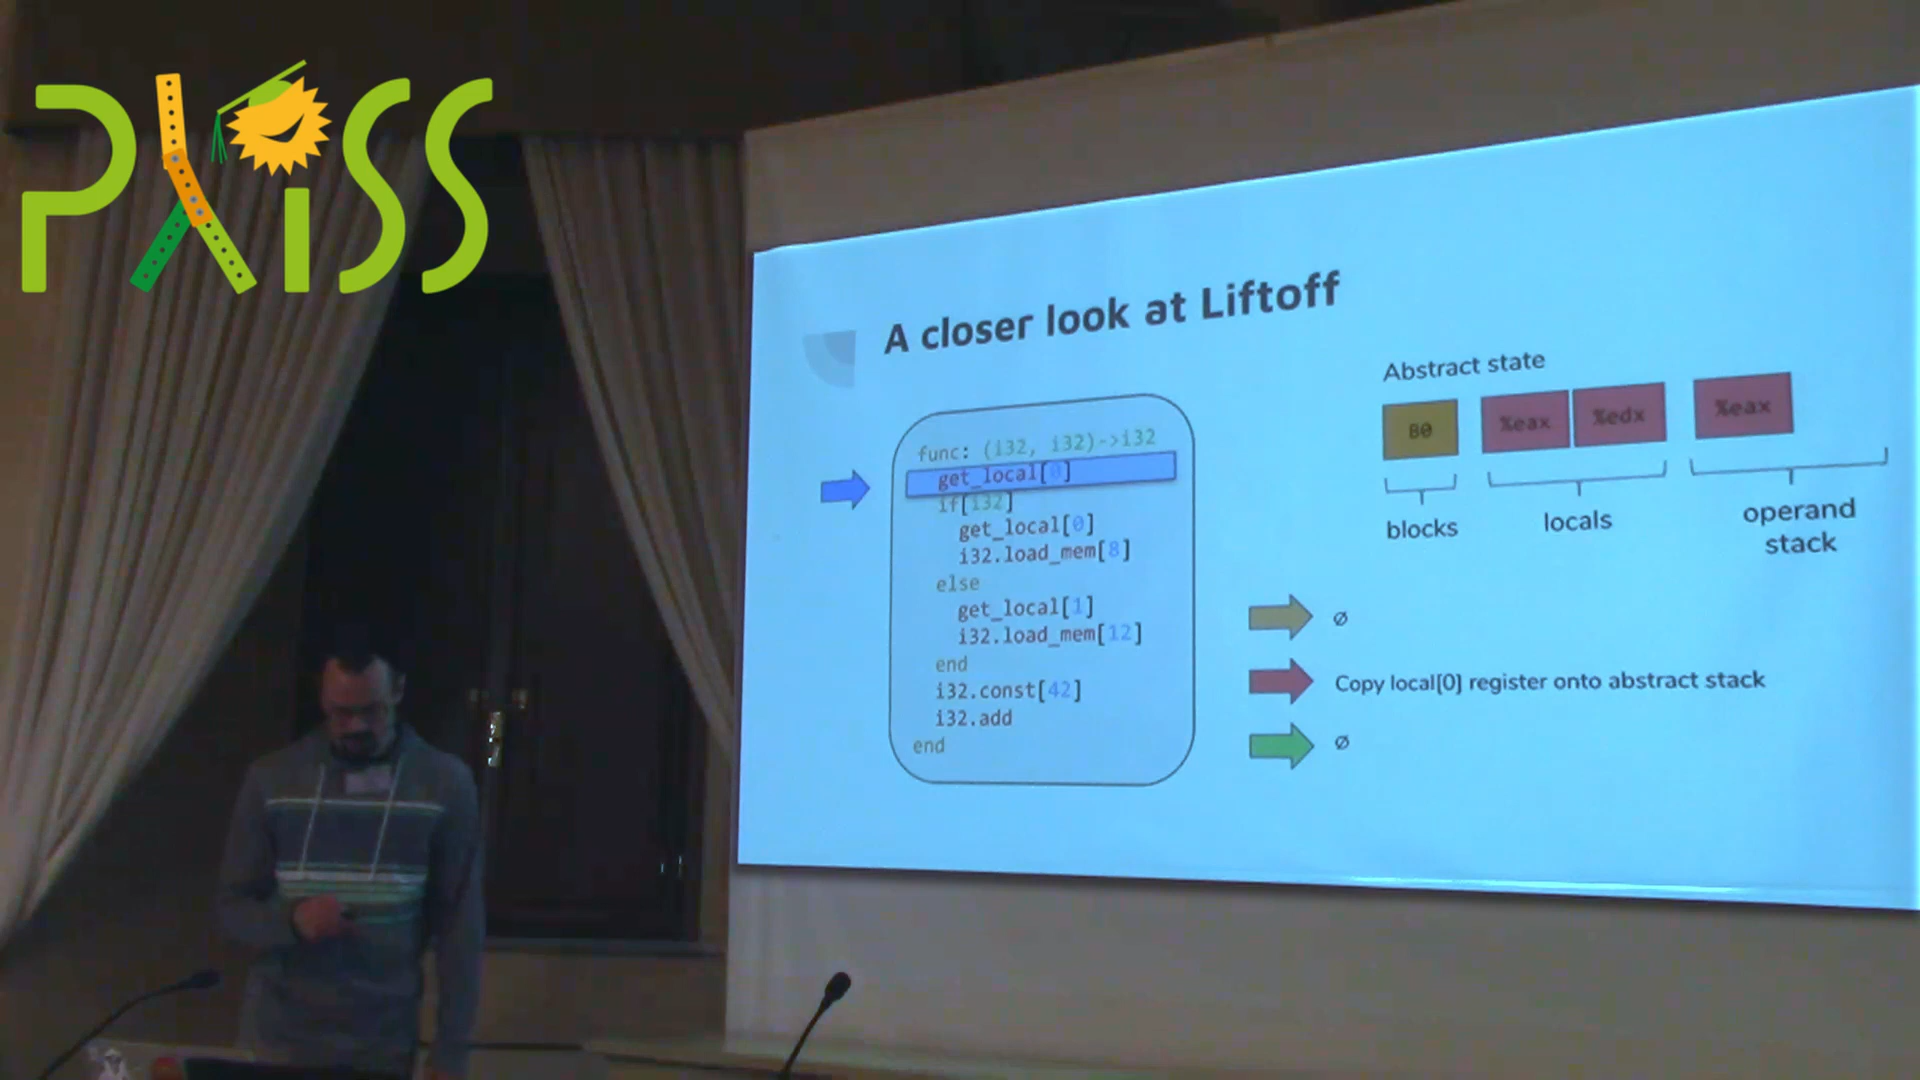 PLISS
A closer look at Liftoff
func: (i32, i32)->i32
get_local[0]
if[i32]
get_local[0]
i32.load_mem[8]
else
get_local[1]
i32.load_mem[12]
end
i32.const[42]
i32.add
end
Abstract state
B0 %eax %edx %eax
blocks locals operand
stack
ø
Copy local[0] register onto abstract stack
ø